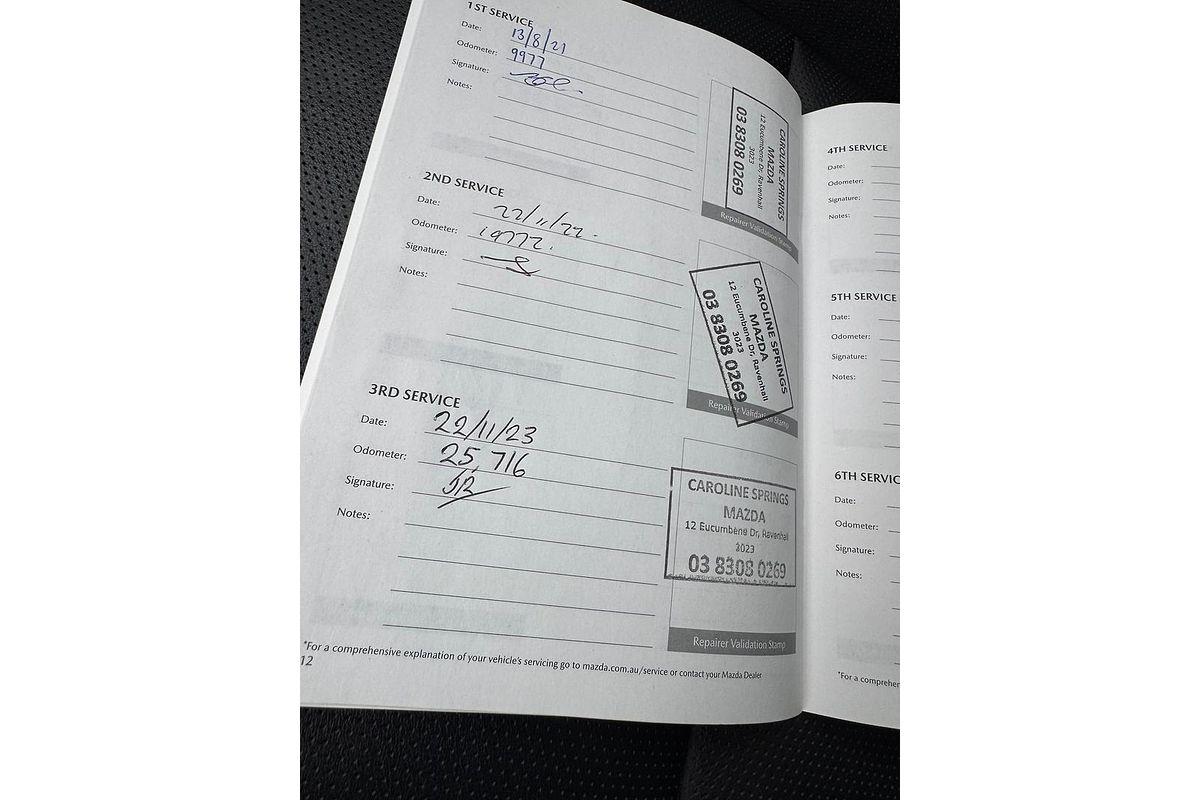 1ST SERVICE
Date: 13/8/21
Odometer: 9977
Signature:
Notes:
CAROLINE SPRINGS
MAZDA
12 Eucumbene Dr, Ravenhall
3023
03 8308 0269
Repairer Validation Stamp
2ND SERVICE
Date: 22/11/22
Odometer: 19772
Signature:
Notes:
CAROLINE SPRINGS
MAZDA
12 Eucumbene Dr, Ravenhall
3023
03 8308 0269
Repairer Validation Stamp
3RD SERVICE
Date: 22/11/23
Odometer: 25,716
Signature: JR
Notes:
CAROLINE SPRINGS
MAZDA
12 Eucumbene Dr, Ravenhall
3023
03 8308 0269
Repairer Validation Stamp
*For a comprehensive explanation of your vehicle's servicing go to mazda.com.au/service or contact your Mazda Dealer
12
4TH SERVICE
Date:
Odometer:
Signature:
Notes:
5TH SERVICE
Date:
Odometer:
Signature:
Notes:
6TH SERVIC
Date:
Odometer:
Signature:
Notes:
*For a comprehen